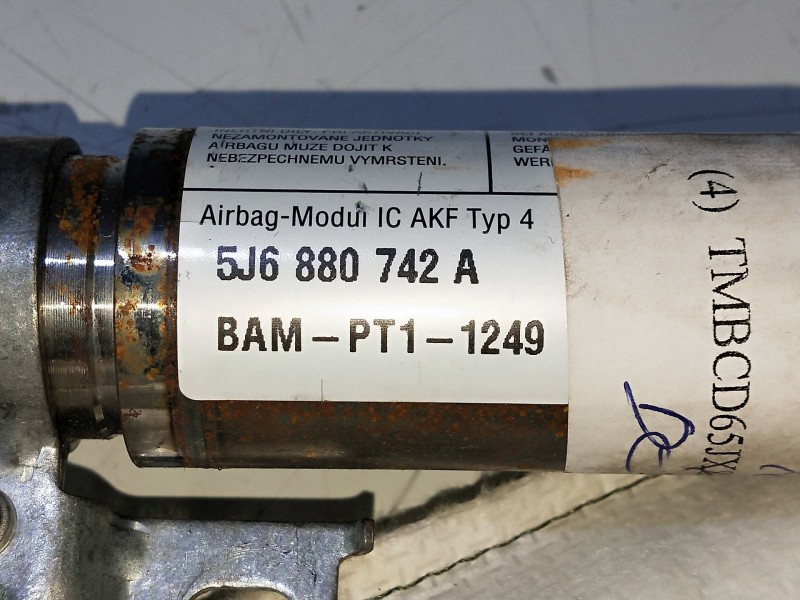 NEZAMONTOVANE JEDNOTKY
AIRBAGU MUZE DOJIT K
NEBEZPECHNEMU VYMRSTENI.
GEFÄ
WER
Airbag-Modul IC AKF Typ 4
5J6 880 742 A
BAM-PT1-1249
(4) TMBCD65JX